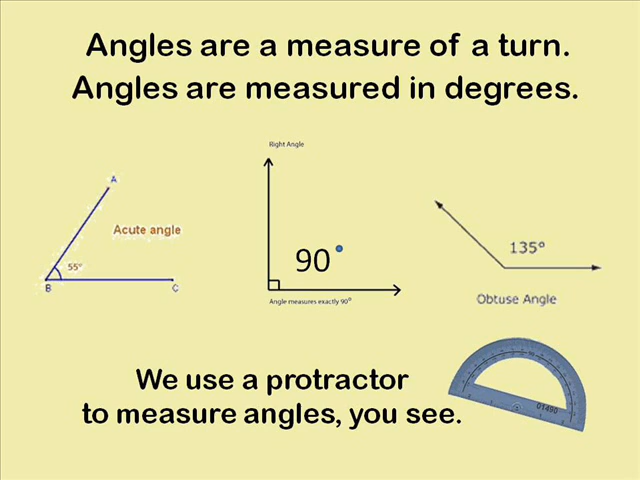 Angles are a measure of a turn.
Angles are measured in degrees.
Right Angle
A
Acute angle
55°
B
C
90°
Angle measures exactly 90°
135°
Obtuse Angle
We use a protractor
to measure angles, you see.
01490